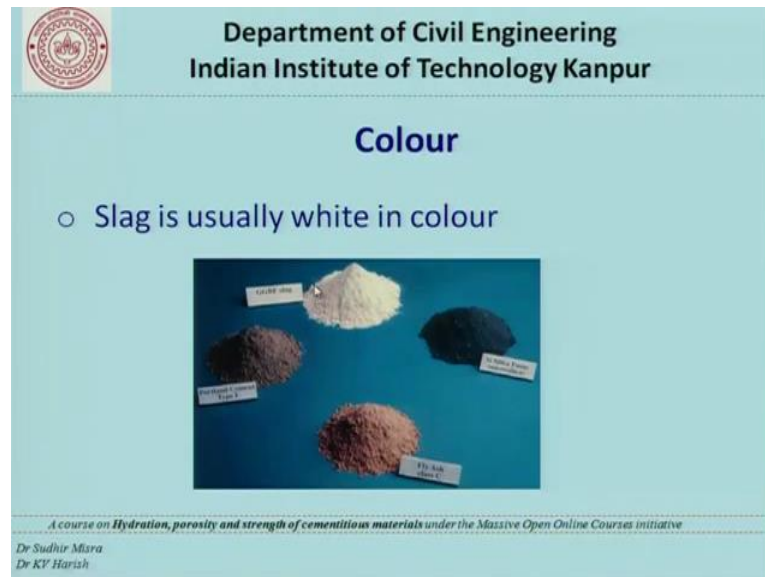 Department of Civil Engineering
Indian Institute of Technology Kanpur
Colour
o Slag is usually white in colour
GGBF slag
Silica Fume
Portland Cement
Type I
Fly Ash
class C
A course on Hydration, porosity and strength of cementitious materials under the Massive Open Online Courses initiative
Dr Sudhir Misra
Dr KV Harish